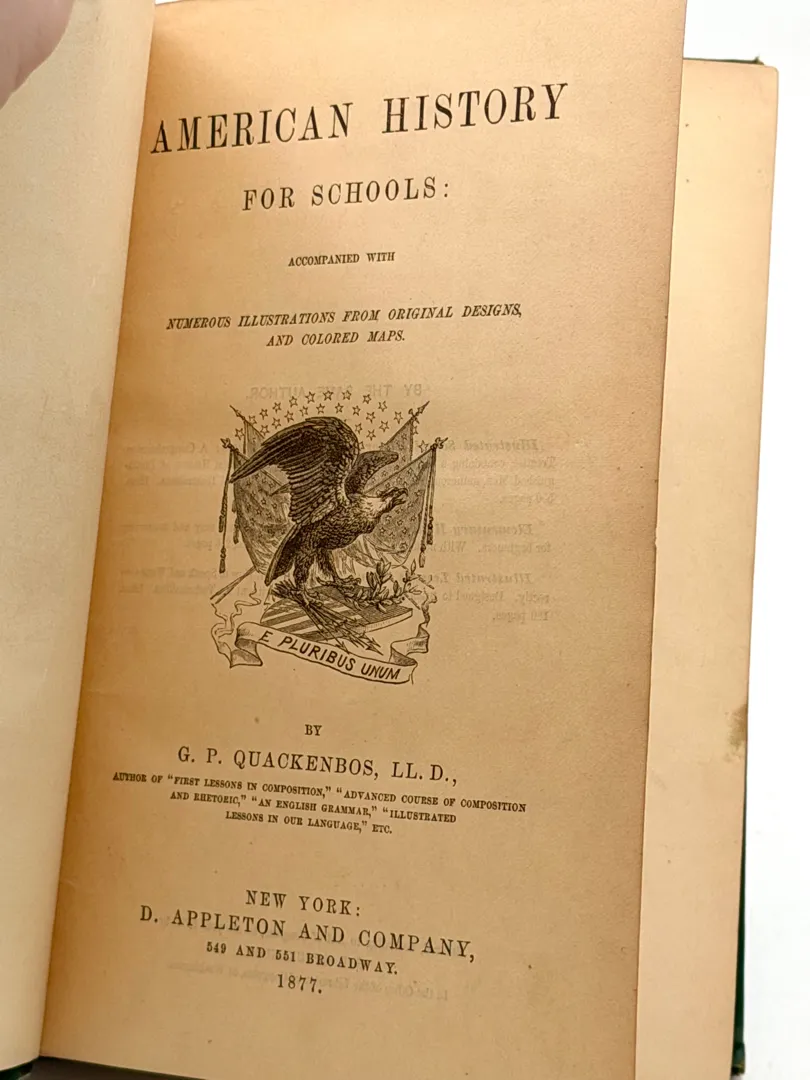 AMERICAN HISTORY
FOR SCHOOLS:
ACCOMPANIED WITH
NUMEROUS ILLUSTRATIONS FROM ORIGINAL DESIGNS,
AND COLORED MAPS.
E PLURIBUS UNUM
BY
G. P. QUACKENBOS, LL. D.,
AUTHOR OF "FIRST LESSONS IN COMPOSITION," "ADVANCED COURSE OF COMPOSITION
AND RHETORIC," "AN ENGLISH GRAMMAR," "ILLUSTRATED
LESSONS IN OUR LANGUAGE," ETC.
NEW YORK:
D. APPLETON AND COMPANY,
549 AND 551 BROADWAY.
1877.